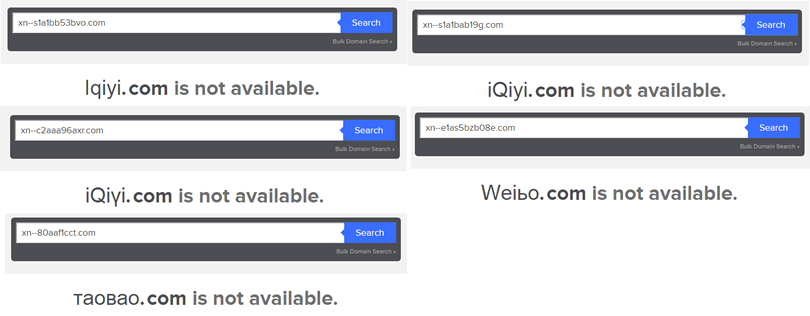 xn--s1a1bb53bvo.com Search
Bulk Domain Search »
Iqiyi.com is not available.
xn--s1a1bab19g.com Search
Bulk Domain Search »
iQiyi.com is not available.
xn--c2aaa96axr.com Search
Bulk Domain Search »
iQiγi.com is not available.
xn--e1as5bzb08e.com Search
Bulk Domain Search »
Weiьo.com is not available.
xn--80aaf1cct.com Search
Bulk Domain Search »
таовао.com is not available.